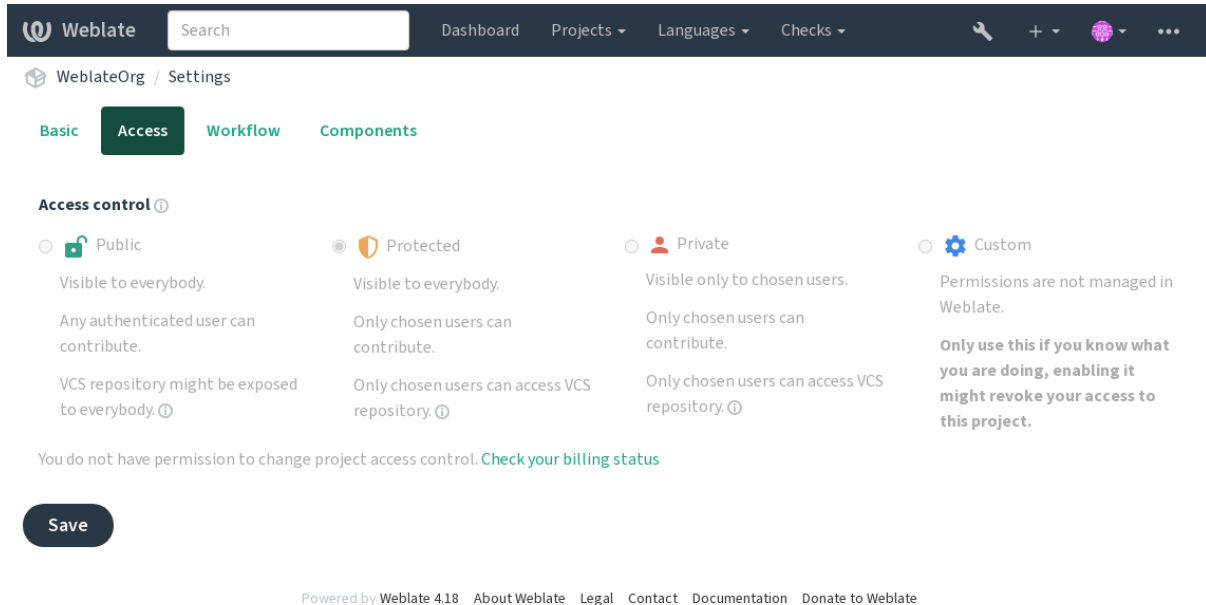 Weblate Search Dashboard Projects Languages Checks
WeblateOrg / Settings
Basic Access Workflow Components
Access control
Public
Visible to everybody.
Any authenticated user can
contribute.
VCS repository might be exposed
to everybody.
Protected
Visible to everybody.
Only chosen users can
contribute.
Only chosen users can access VCS
repository.
Private
Visible only to chosen users.
Only chosen users can
contribute.
Only chosen users can access VCS
repository.
Custom
Permissions are not managed in
Weblate.
Only use this if you know what
you are doing, enabling it
might revoke your access to
this project.
You do not have permission to change project access control. Check your billing status
Save
Powered by Weblate 4.18 About Weblate Legal Contact Documentation Donate to Weblate